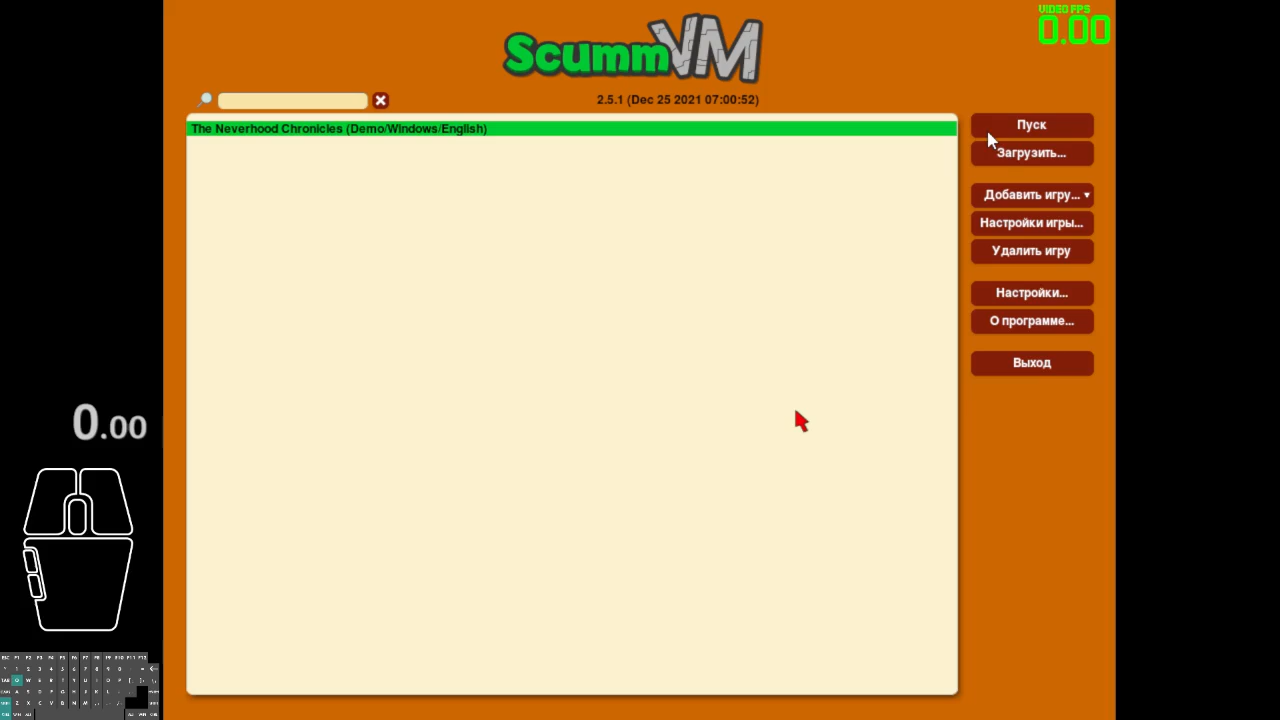 VIDEO FPS
0.00
ScummVM
2.5.1 (Dec 25 2021 07:00:52)
The Neverhood Chronicles (Demo/Windows/English)
Пуск
Загрузить...
Добавить игру...
Настройки игры...
Удалить игру
Настройки...
О программе...
Выход
0.00